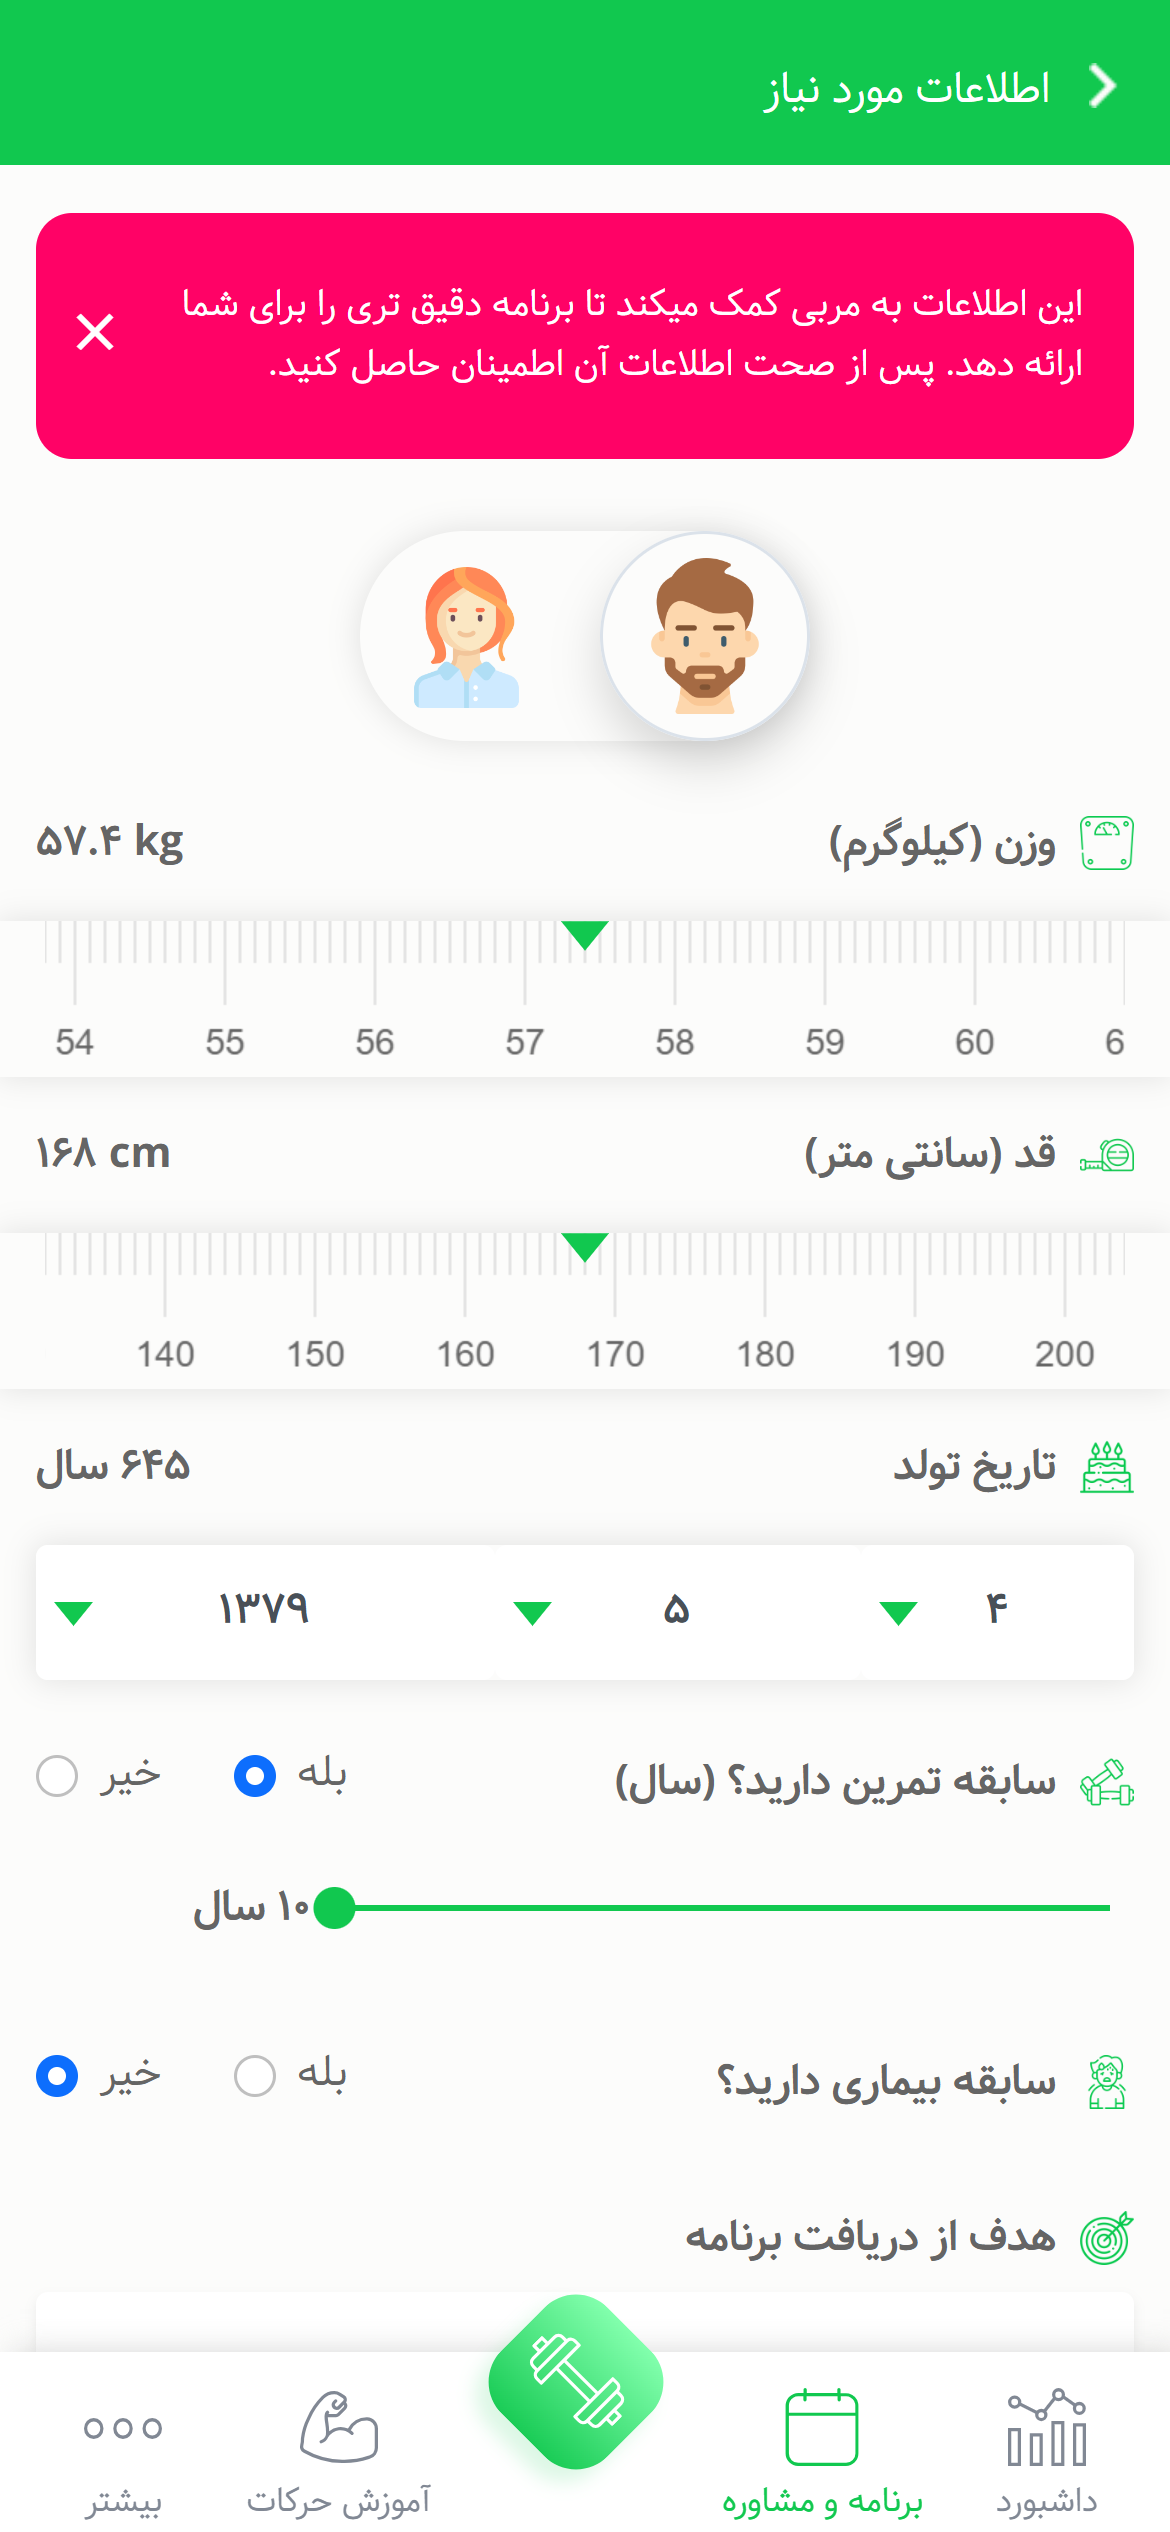 اطلاعات مورد نیاز
این اطلاعات به مربی کمک میکند تا برنامه دقیق تری را برای شما
ارائه دهد. پس از صحت اطلاعات آن اطمینان حاصل کنید.
وزن (کیلوگرم)
۵۷.۴ kg
54 55 56 57 58 59 60 6
قد (سانتی متر)
۱۶۸ cm
140 150 160 170 180 190 200
تاریخ تولد
۶۴۵ سال
۴
۵
۱۳۷۹
سابقه تمرین دارید؟ (سال)
بله
خیر
۱۰ سال
سابقه بیماری دارید؟
بله
خیر
هدف از دریافت برنامه
داشبورد
برنامه و مشاوره
آموزش حرکات
بیشتر